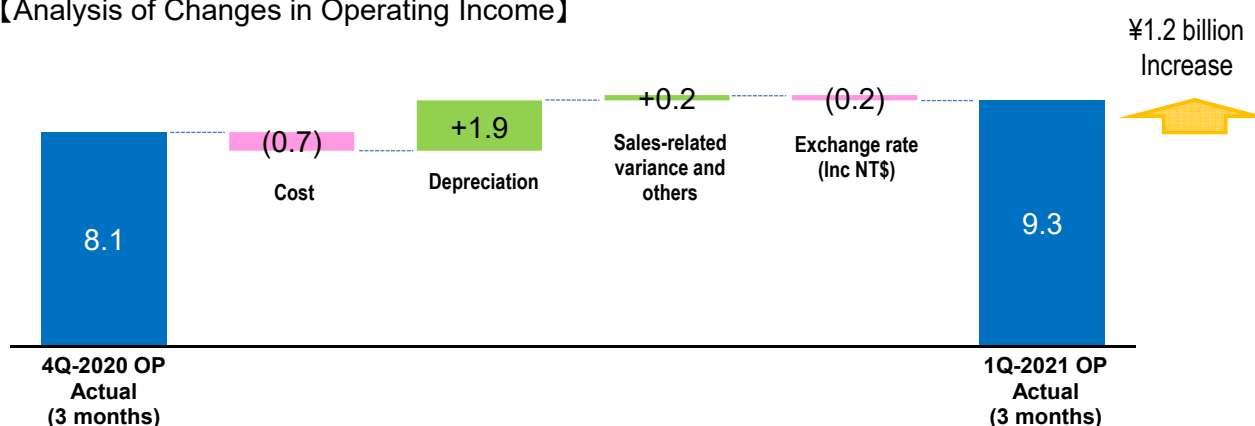 【Analysis of Changes in Operating Income】
¥1.2 billion
Increase
8.1
(0.7)
Cost
+1.9
Depreciation
+0.2
Sales-related
variance and
others
(0.2)
Exchange rate
(Inc NT$)
9.3
4Q-2020 OP
Actual
(3 months)
1Q-2021 OP
Actual
(3 months)